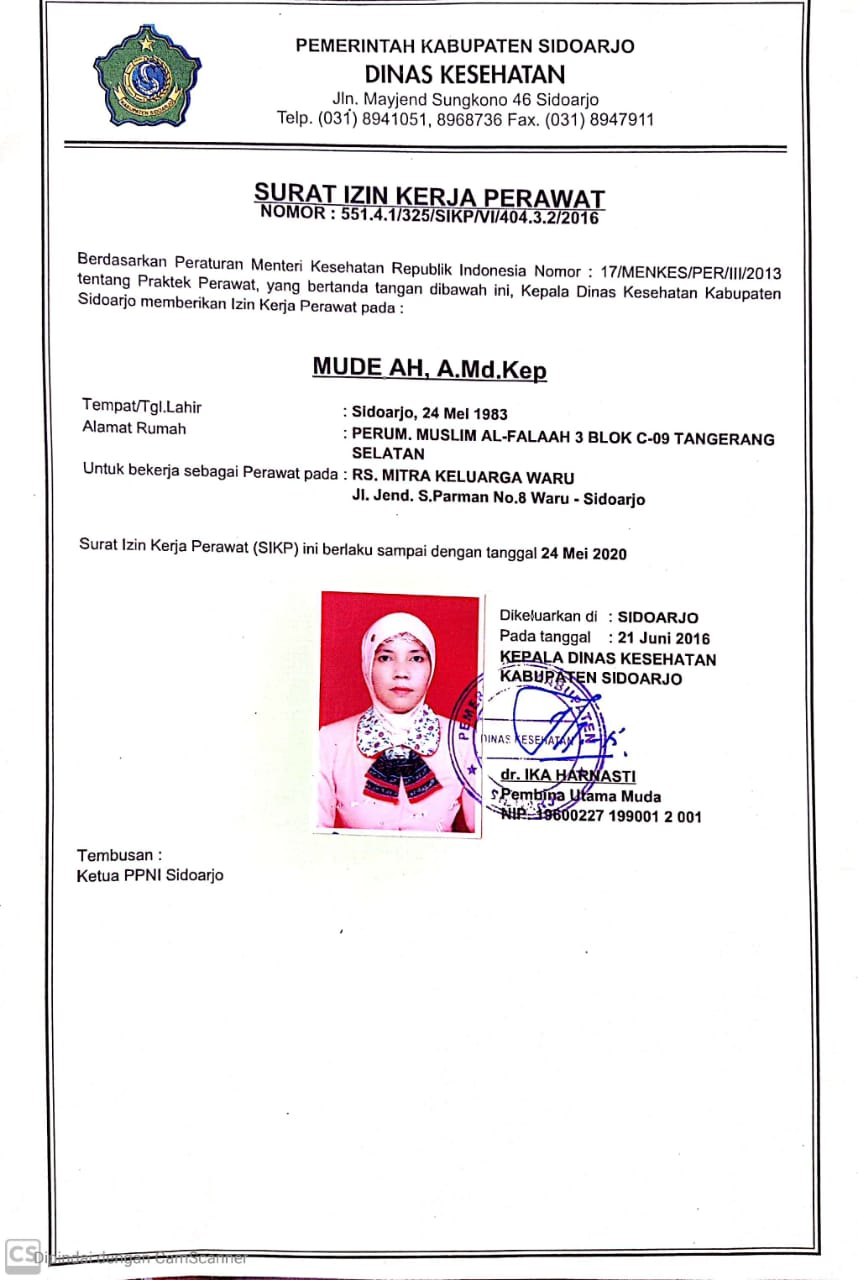 PEMERINTAH KABUPATEN SIDOARJO
DINAS KESEHATAN
Jln. Mayjend Sungkono 46 Sidoarjo
Telp. (031) 8941051, 8968736 Fax. (031) 8947911
KABUPATEN SIDOARJO
SURAT IZIN KERJA PERAWAT
NOMOR : 551.4.1/325/SIKP/VI/404.3.2/2016
Berdasarkan Peraturan Menteri Kesehatan Republik Indonesia Nomor : 17/MENKES/PER/III/2013
tentang Praktek Perawat, yang bertanda tangan dibawah ini, Kepala Dinas Kesehatan Kabupaten
Sidoarjo memberikan Izin Kerja Perawat pada :
MUDE AH, A.Md.Kep
Tempat/Tgl.Lahir : Sidoarjo, 24 Mei 1983
Alamat Rumah : PERUM. MUSLIM AL-FALAAH 3 BLOK C-09 TANGERANG
SELATAN
Untuk bekerja sebagai Perawat pada : RS. MITRA KELUARGA WARU
Jl. Jend. S.Parman No.8 Waru - Sidoarjo
Surat Izin Kerja Perawat (SIKP) ini berlaku sampai dengan tanggal 24 Mei 2020
Dikeluarkan di : SIDOARJO
Pada tanggal : 21 Juni 2016
KEPALA DINAS KESEHATAN
KABUPATEN SIDOARJO
DINAS KESEHATAN
dr. IKA HARNASTI
Pembina Utama Muda
NIP. 19600227 199001 2 001
Tembusan :
Ketua PPNI Sidoarjo
CS Dipindai dengan CamScanner